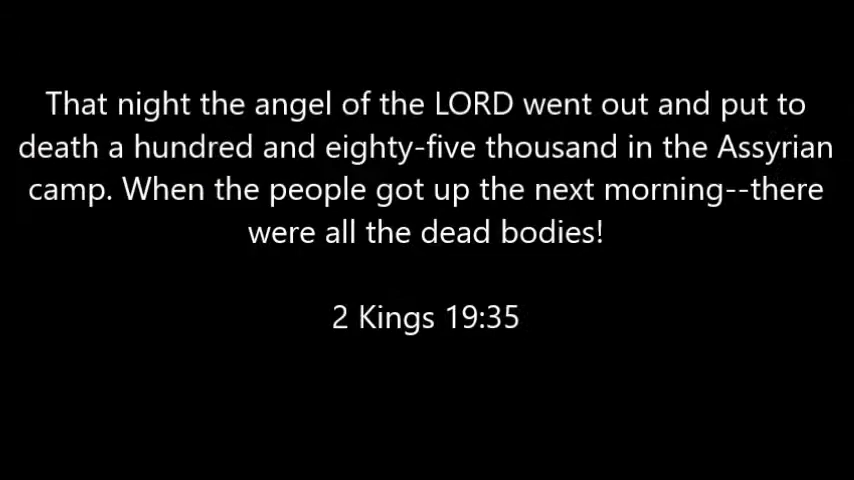 That night the angel of the LORD went out and put to
death a hundred and eighty-five thousand in the Assyrian
camp. When the people got up the next morning--there
were all the dead bodies!
2 Kings 19:35